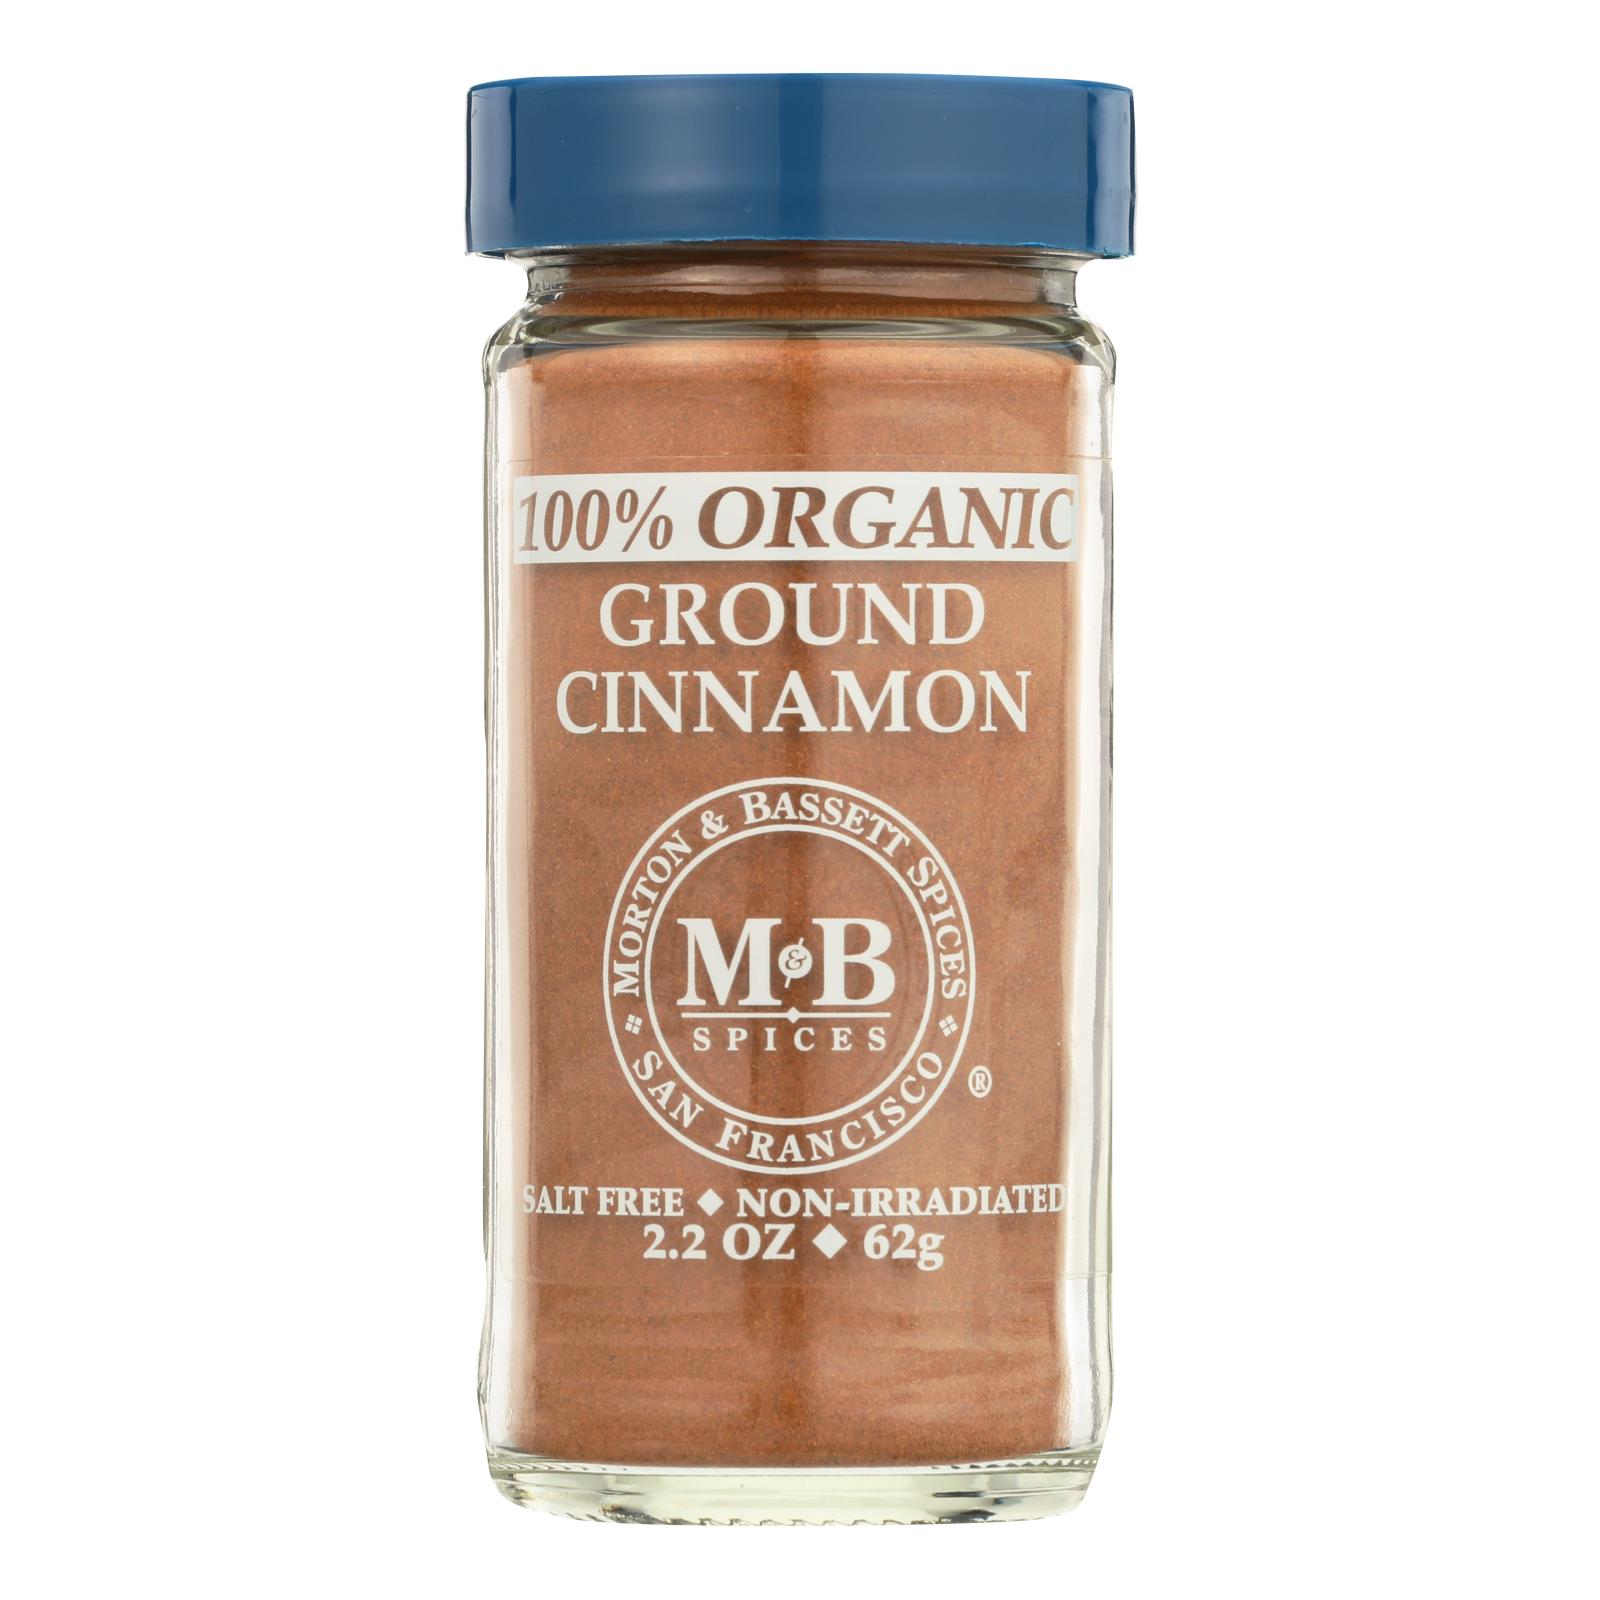 100% ORGANIC
GROUND
CINNAMON
MORTON & BASSETT SPICES
M&B
SPICES
SAN FRANCISCO
®
SALT FREE ◆ NON-IRRADIATED
2.2 OZ ◆ 62g